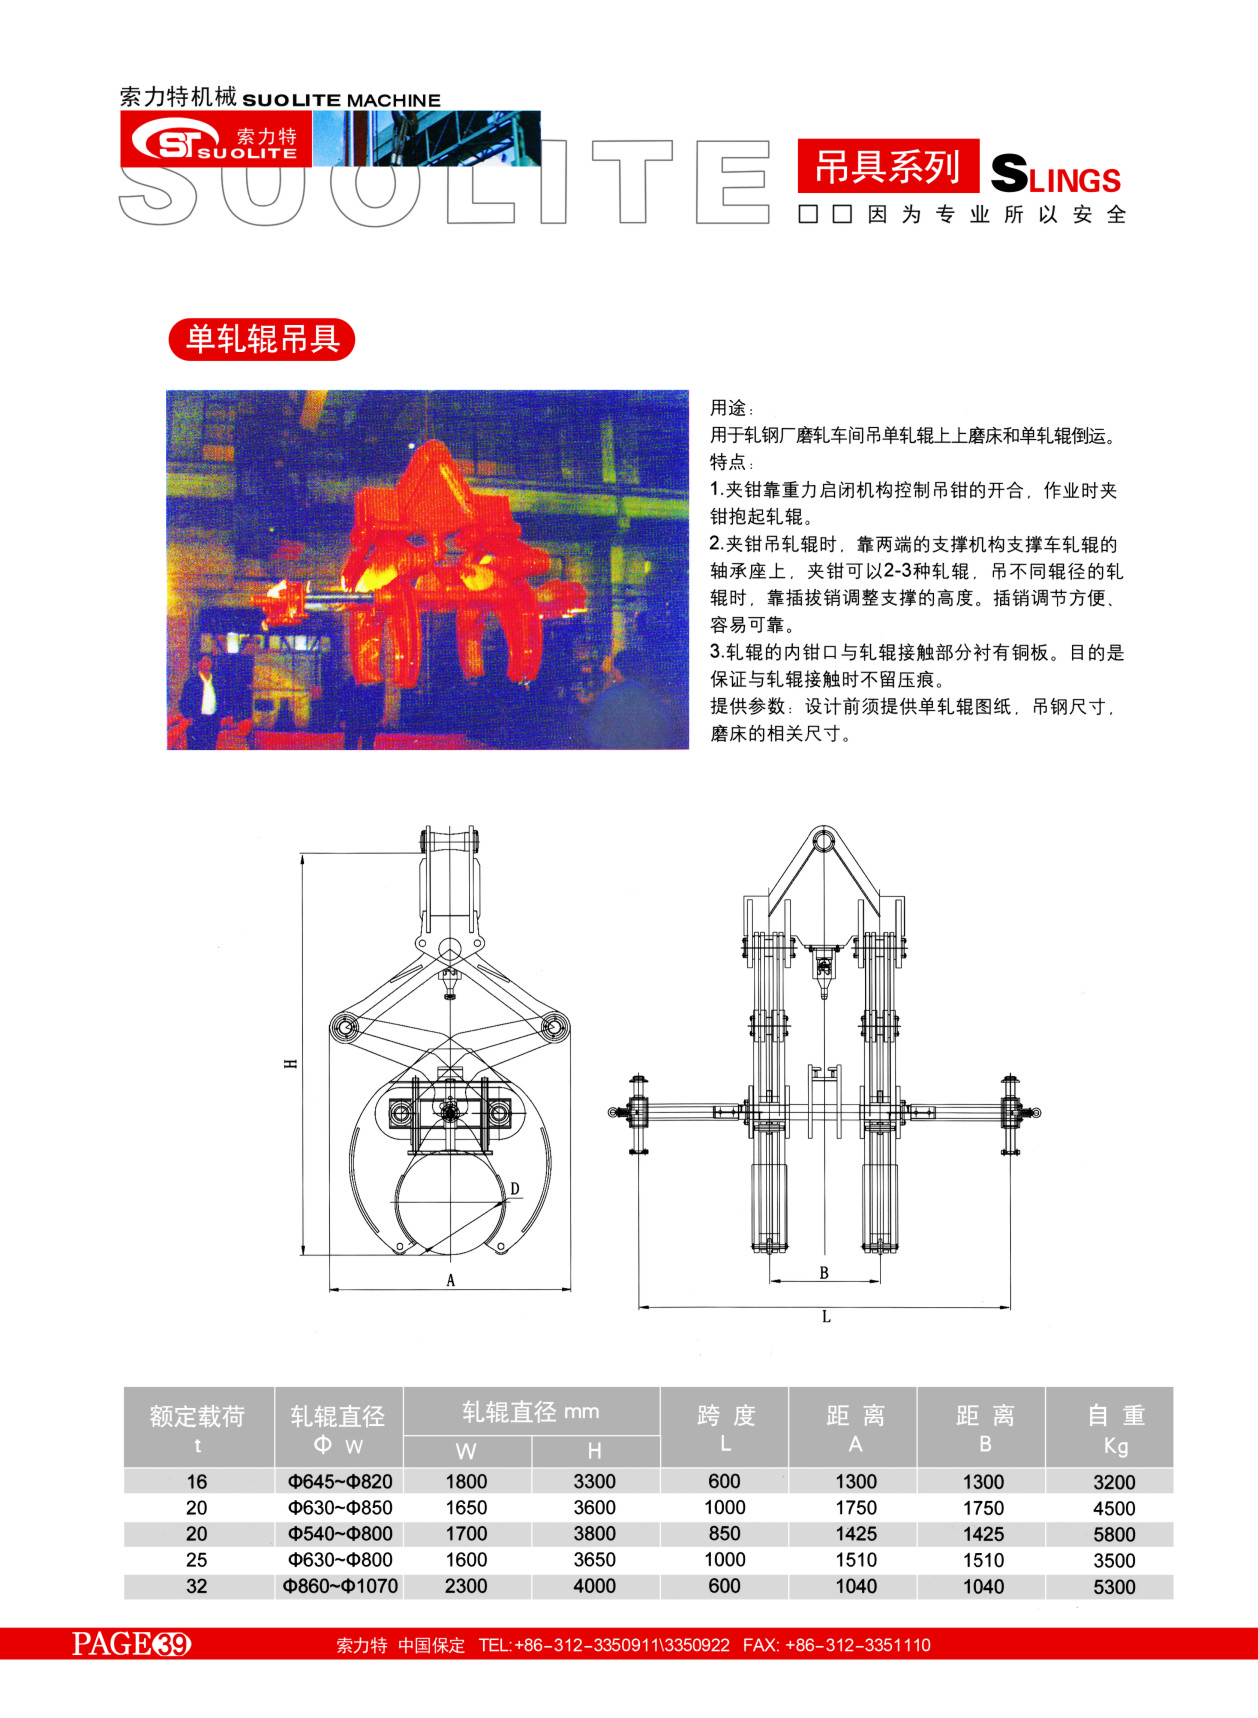 索力特机械 SUOLITE MACHINE
ST 索力特
SUOLITE
SUOLITE
吊具系列 SLINGS
□□因为专业所以安全
单轧辊吊具
用途：
用于轧钢厂磨轧车间吊单轧辊上上磨床和单轧辊倒运。
特点：
1.夹钳靠重力启闭机构控制吊钳的开合，作业时夹
钳抱起轧辊。
2.夹钳吊轧辊时，靠两端的支撑机构支撑车轧辊的
轴承座上，夹钳可以2-3种轧辊，吊不同辊径的轧
辊时，靠插拔销调整支撑的高度。插销调节方便、
容易可靠。
3.轧辊的内钳口与轧辊接触部分衬有铜板。目的是
保证与轧辊接触时不留压痕。
提供参数：设计前须提供单轧辊图纸，吊钢尺寸，
磨床的相关尺寸。
H
D
A
B
L
额定载荷 t 轧辊直径 Φ W 轧辊直径 mm 跨度 L 距离 A 距离 B 自重 Kg
W H
16 Φ645~Φ820 1800 3300 600 1300 1300 3200
20 Φ630~Φ850 1650 3600 1000 1750 1750 4500
20 Φ540~Φ800 1700 3800 850 1425 1425 5800
25 Φ630~Φ800 1600 3650 1000 1510 1510 3500
32 Φ860~Φ1070 2300 4000 600 1040 1040 5300
PAGE 39 索力特 中国保定 TEL:+86-312-3350911\3350922 FAX: +86-312-3351110